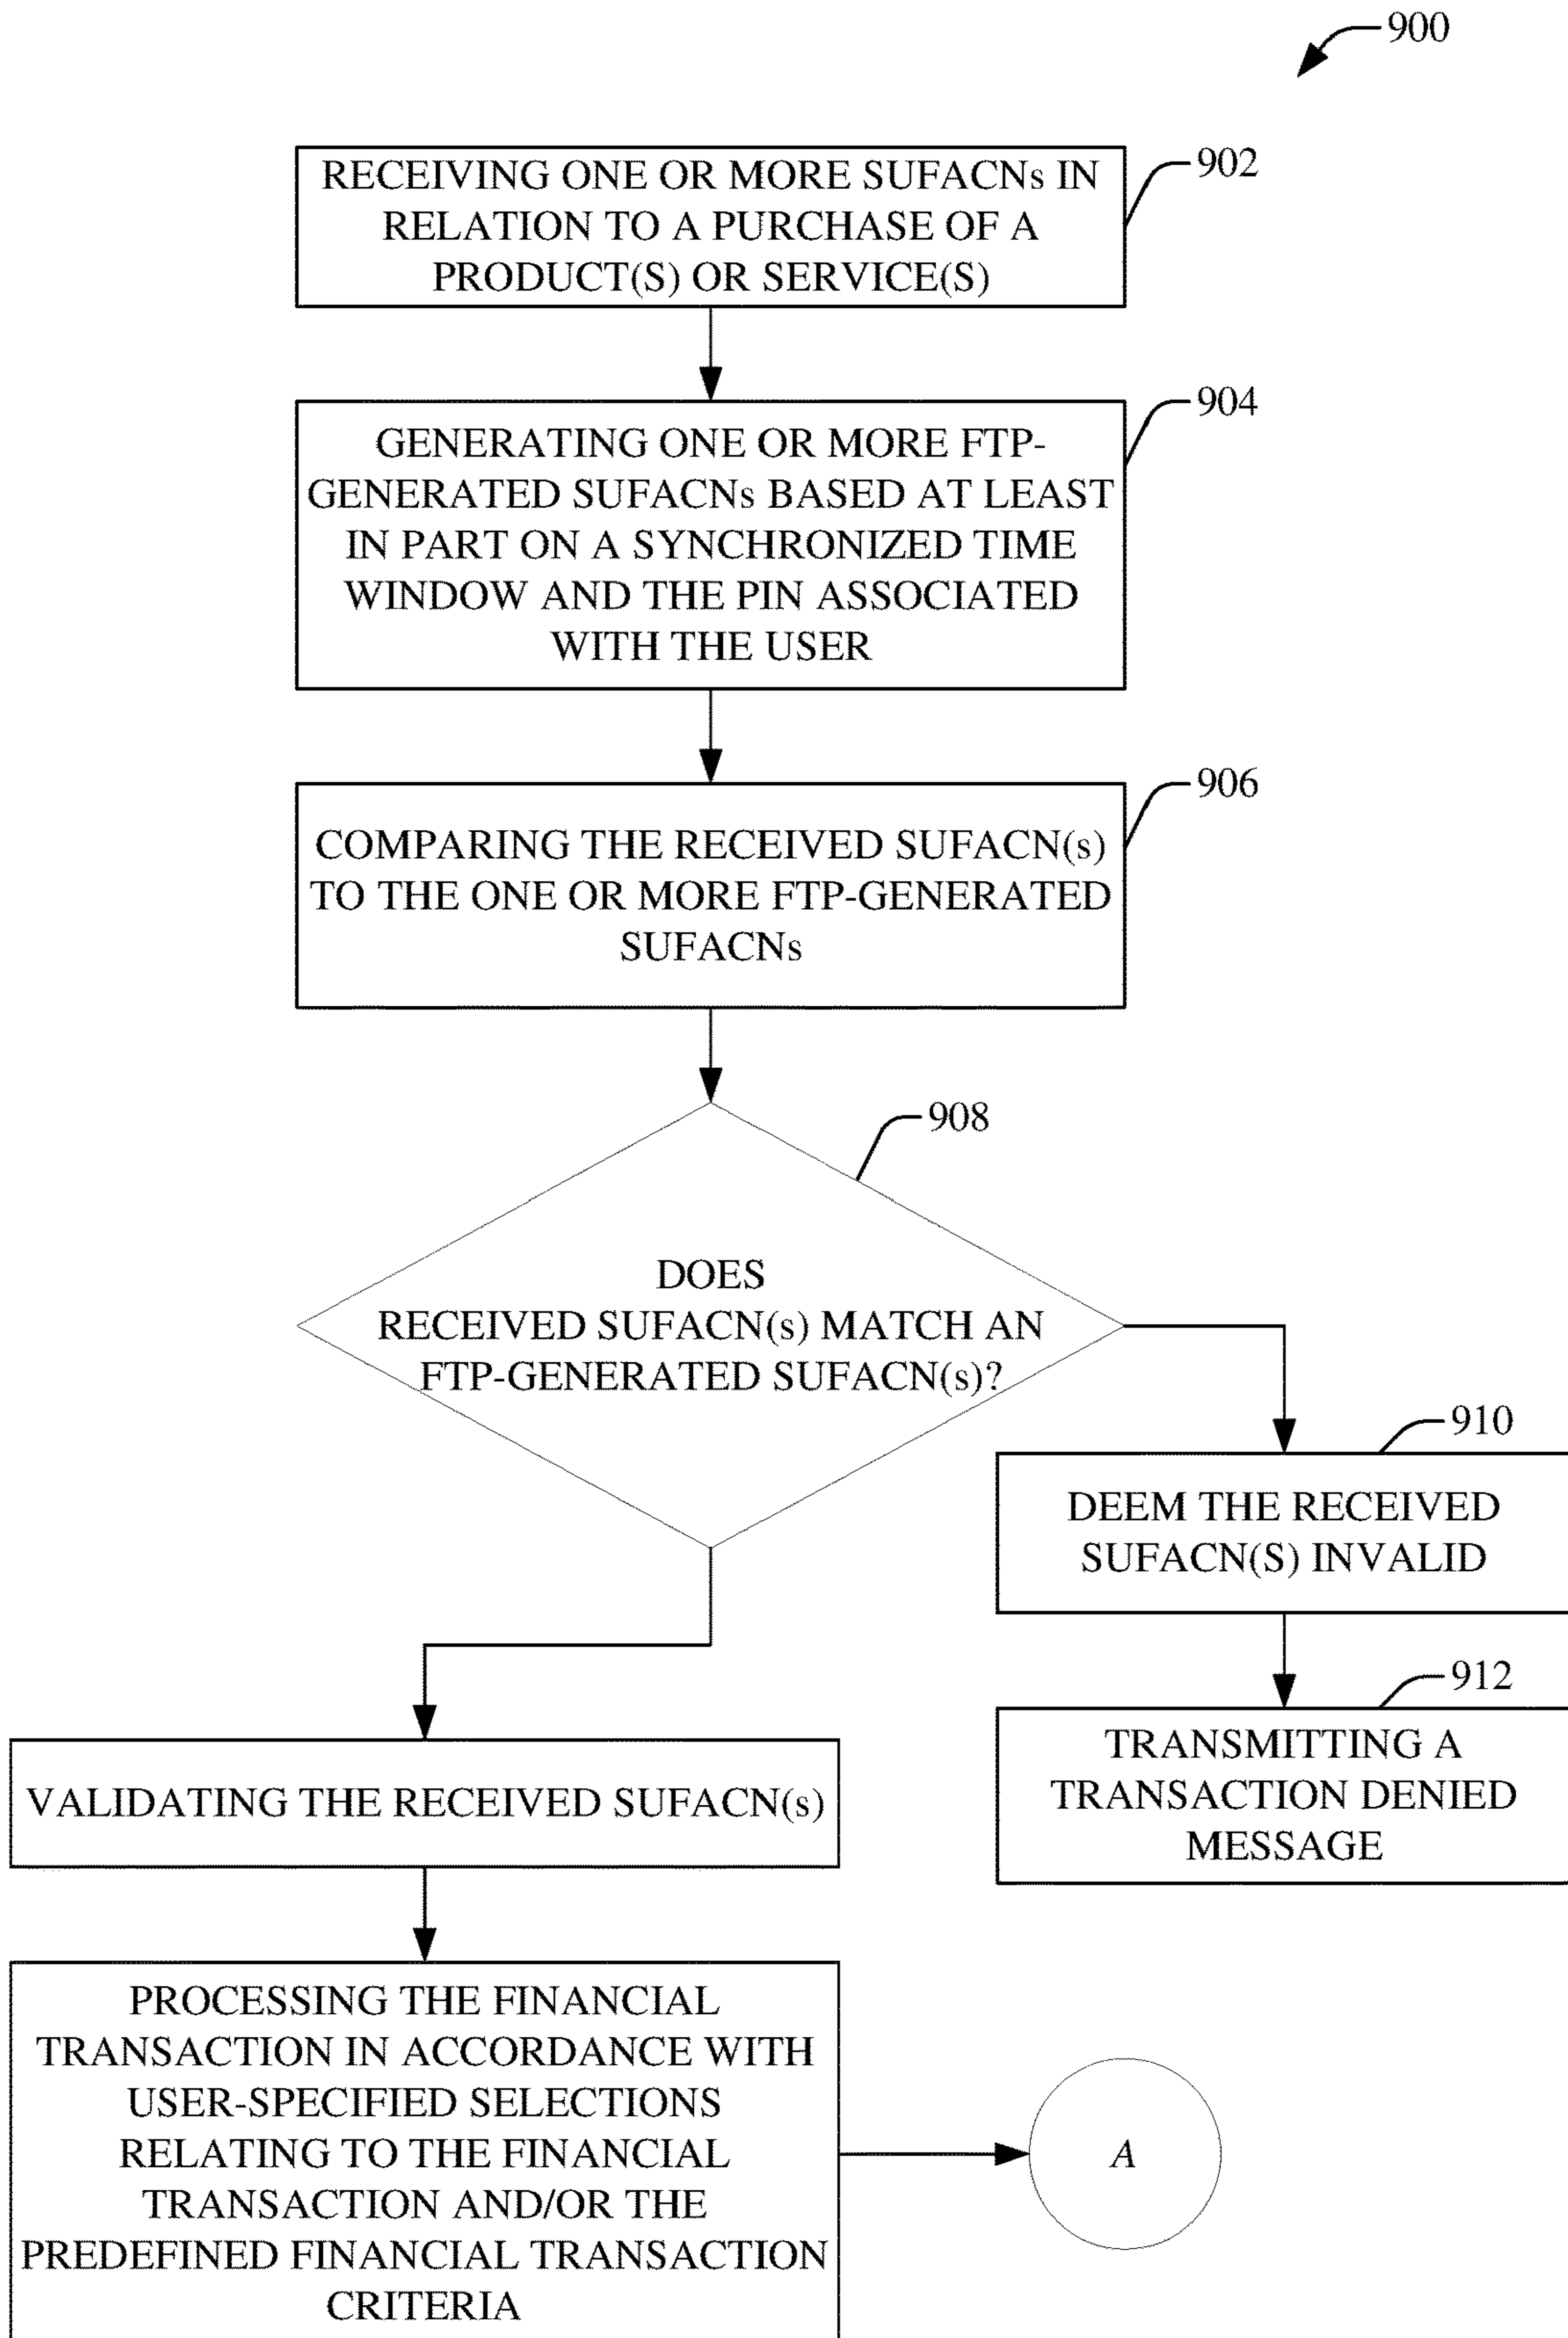 900
RECEIVING ONE OR MORE SUFACNs IN
RELATION TO A PURCHASE OF A
PRODUCT(S) OR SERVICE(S)
902
GENERATING ONE OR MORE FTP-
GENERATED SUFACNs BASED AT LEAST
IN PART ON A SYNCHRONIZED TIME
WINDOW AND THE PIN ASSOCIATED
WITH THE USER
904
COMPARING THE RECEIVED SUFACN(s)
TO THE ONE OR MORE FTP-GENERATED
SUFACNs
906
DOES
RECEIVED SUFACN(s) MATCH AN
FTP-GENERATED SUFACN(s)?
908
DEEM THE RECEIVED
SUFACN(S) INVALID
910
TRANSMITTING A
TRANSACTION DENIED
MESSAGE
912
VALIDATING THE RECEIVED SUFACN(s)
PROCESSING THE FINANCIAL
TRANSACTION IN ACCORDANCE WITH
USER-SPECIFIED SELECTIONS
RELATING TO THE FINANCIAL
TRANSACTION AND/OR THE
PREDEFINED FINANCIAL TRANSACTION
CRITERIA
A